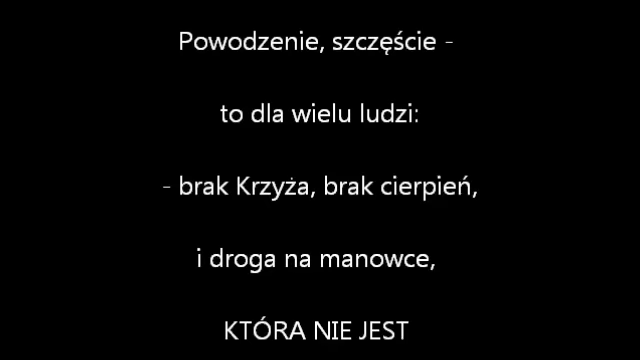 Powodzenie, szczęście -
to dla wielu ludzi:
- brak Krzyża, brak cierpień,
i droga na manowce,
KTÓRA NIE JEST